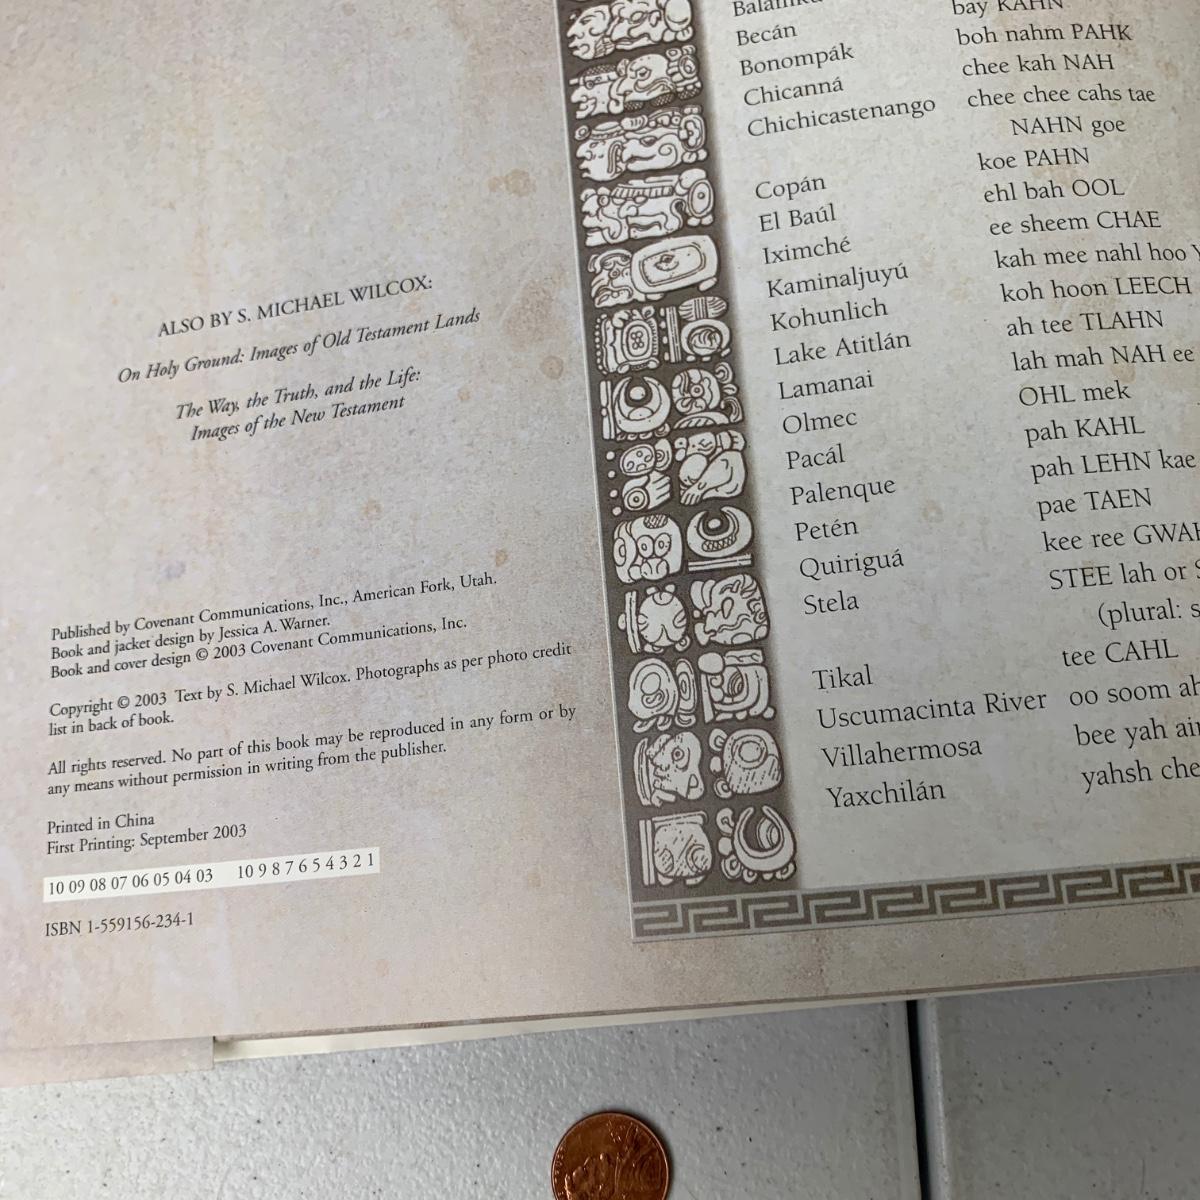 ALSO BY S. MICHAEL WILCOX:
On Holy Ground: Images of Old Testament Lands
The Way, the Truth, and the Life:
Images of the New Testament
Published by Covenant Communications, Inc., American Fork, Utah.
Book and jacket design by Jessica A. Warner.
Book and cover design © 2003 Covenant Communications, Inc.
Copyright © 2003 Text by S. Michael Wilcox. Photographs as per photo credit
list in back of book.
All rights reserved. No part of this book may be reproduced in any form or by
any means without permission in writing from the publisher.
Printed in China
First Printing: September 2003
10 09 08 07 06 05 04 03 10 9 8 7 6 5 4 3 2 1
ISBN 1-559156-234-1
Becán bay KAHN
Bonompák boh nahm PAHK
Chicanná chee kah NAH
Chichicastenango chee chee cahs tae
NAHN goe
Copán koe PAHN
El Baúl ehl bah OOL
Iximché ee sheem CHAE
Kaminaljuyú kah mee nahl hoo
Kohunlich koh hoon LEECH
Lake Atitlán ah tee TLAHN
Lamanai lah mah NAH ee
Olmec OHL mek
Pacál pah KAHL
Palenque pah LEHN kae
Petén pae TAEN
Quiriguá kee ree
Stela STEE lah or
(plural:
Tikal tee CAHL
Uscumacinta River oo soom
Villahermosa bee yah
Yaxchilán yahsh